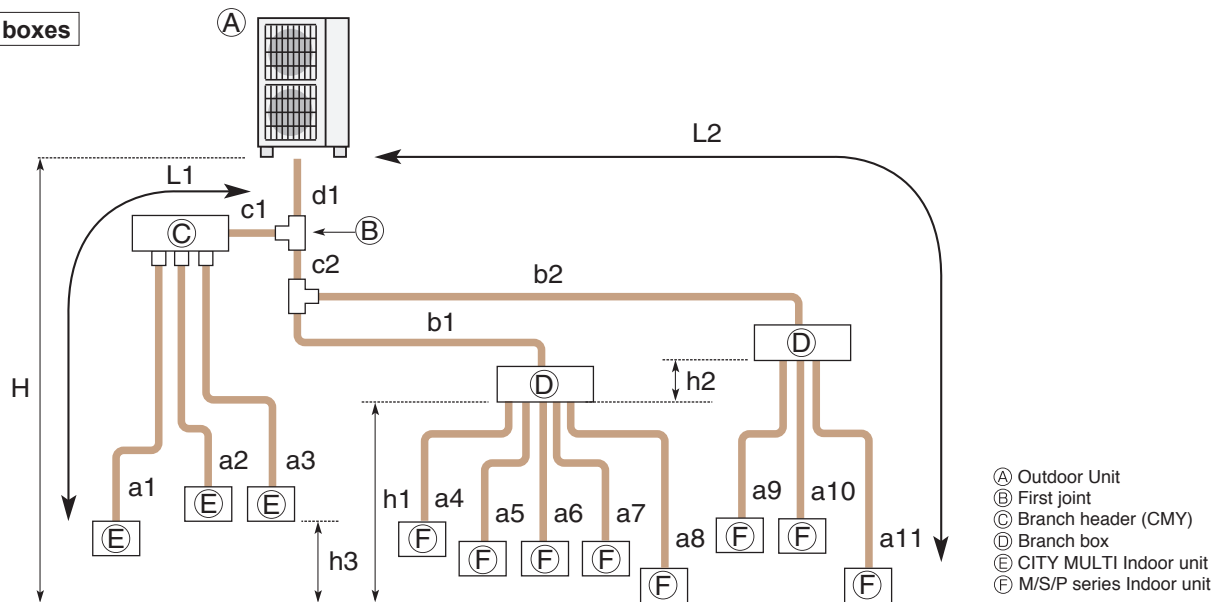 boxes
Ⓐ
L2
L1
d1
c1
Ⓒ
Ⓑ
c2
b2
b1
Ⓓ
Ⓓ
h2
H
a1
a2
a3
Ⓔ
Ⓔ
Ⓔ
h3
h1
a4
a5
a6
a7
a8
Ⓕ
Ⓕ
Ⓕ
Ⓕ
Ⓕ
a9
a10
a11
Ⓕ
Ⓕ
Ⓕ
Ⓐ Outdoor Unit
Ⓑ First joint
Ⓒ Branch header (CMY)
Ⓓ Branch box
Ⓔ CITY MULTI Indoor unit
Ⓕ M/S/P series Indoor unit